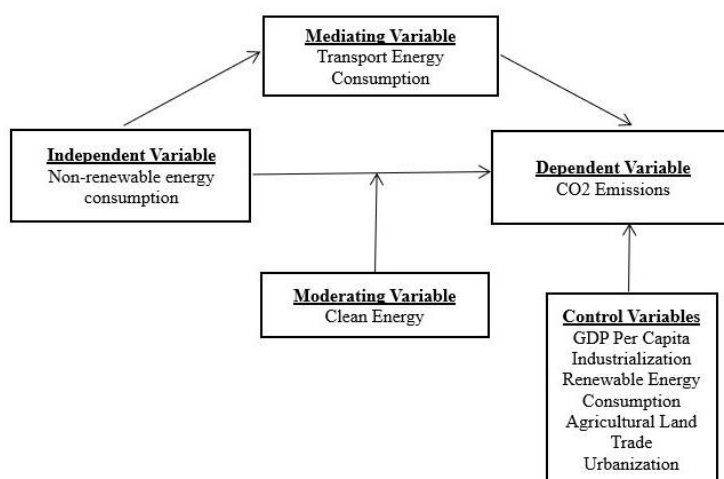 Mediating Variable
Transport Energy
Consumption
Independent Variable
Non-renewable energy
consumption
Dependent Variable
CO2 Emissions
Moderating Variable
Clean Energy
Control Variables
GDP Per Capita
Industrialization
Renewable Energy
Consumption
Agricultural Land
Trade
Urbanization